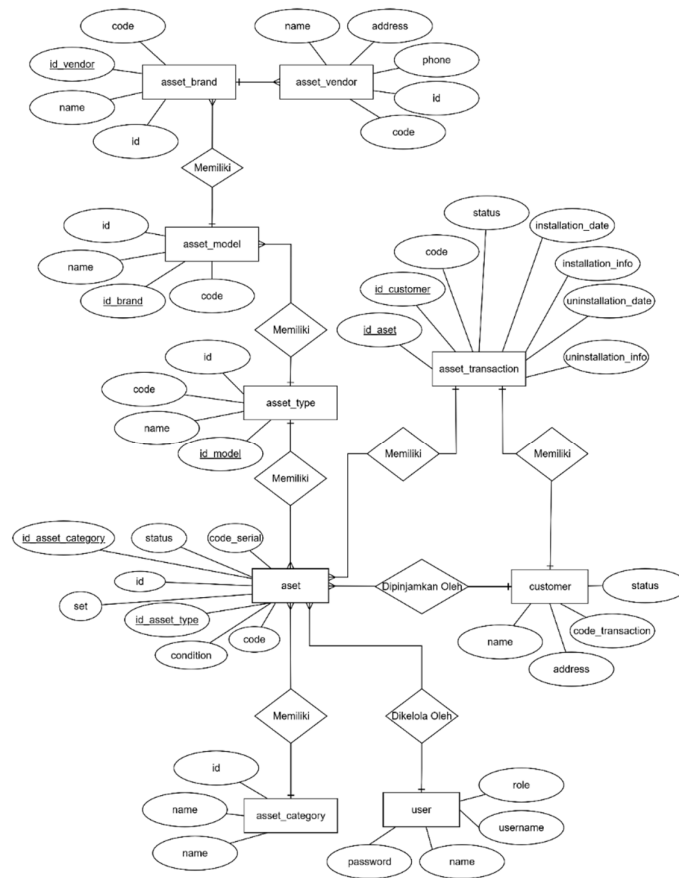 code
name
address
id_vendor
asset_brand
asset_vendor
phone
name
id
id
code
Memiliki
id
asset_model
name
id_brand
code
status
installation_date
code
installation_info
id_customer
uninstallation_date
id_aset
uninstallation_info
asset_transaction
Memiliki
id
code
asset_type
name
id_model
Memiliki
Memiliki
Memiliki
id_asset_category
status
code_serial
id
aset
Dipinjamkan Oleh
customer
status
set
id_asset_type
code
condition
name
code_transaction
address
Memiliki
Dikelola Oleh
id
name
asset_category
name
user
role
username
password
name